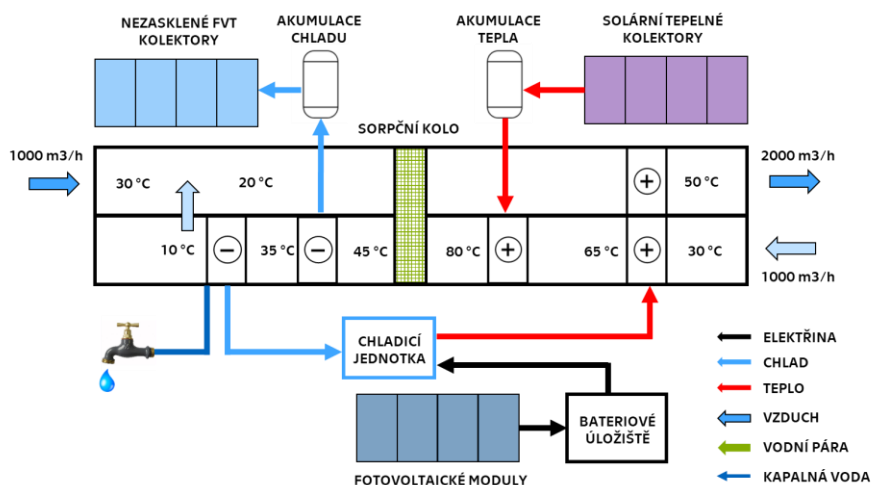 NEZASKLENÉ FVT
KOLEKTORY
AKUMULACE
CHLADU
AKUMULACE
TEPLA
SOLÁRNÍ TEPELNÉ
KOLEKTORY
SORPČNÍ KOLO
1000 m3/h
2000 m3/h
30 °C
20 °C
50 °C
10 °C
35 °C
45 °C
80 °C
65 °C
30 °C
1000 m3/h
CHLADICÍ
JEDNOTKA
BATERIOVÉ
ÚLOŽIŠTĚ
FOTOVOLTAICKÉ MODULY
ELEKTŘINA
CHLAD
TEPLO
VZDUCH
VODNÍ PÁRA
KAPALNÁ VODA